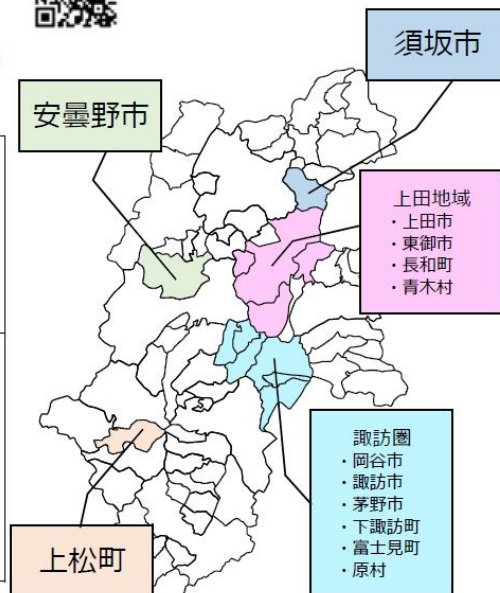 須坂市
安曇野市
上田地域
・上田市
・東御市
・長和町
・青木村
諏訪圏
・岡谷市
・諏訪市
・茅野市
・下諏訪町
・富士見町
・原村
上松町